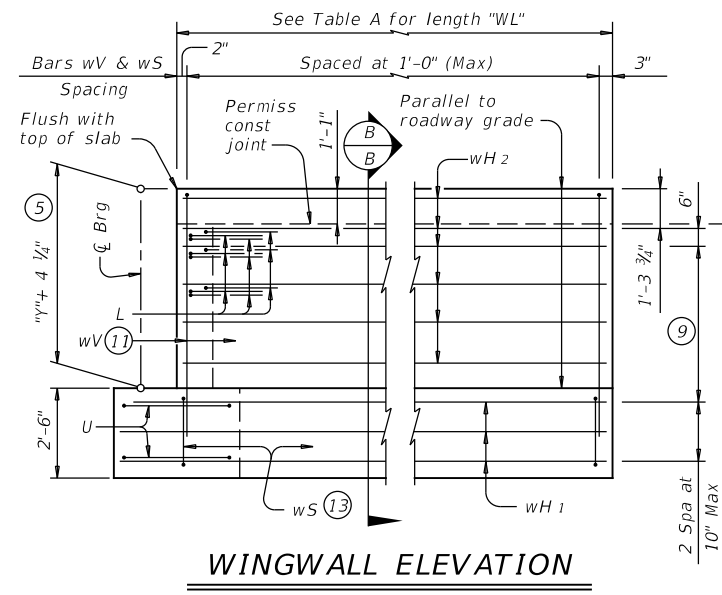 See Table A for length "WL"
2"
Bars wV & wS
Spaced at 1'-0" (Max)
3"
Spacing
Flush with
top of slab
Permiss
const
joint
1'-1"
B
B
Parallel to
roadway grade
wH 2
6"
5
℄ Brg
"Y"+ 4 ¼"
1'-3 ¾"
L
9
wV 11
U
2'-6"
wS 13
wH 1
2 Spa at
10" Max
WINGWALL ELEVATION